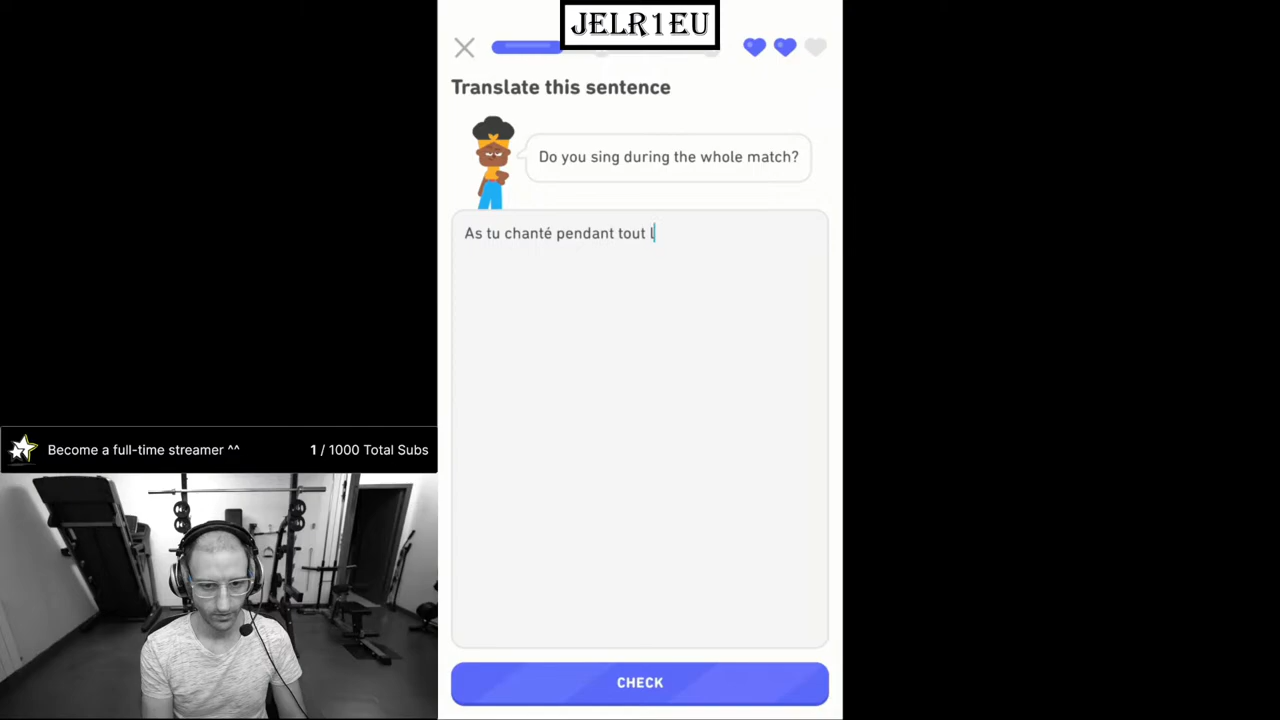 JELR1EU
Translate this sentence
Do you sing during the whole match?
As tu chanté pendant tout l
CHECK
Become a full-time streamer ^^ 1 / 1000 Total Subs